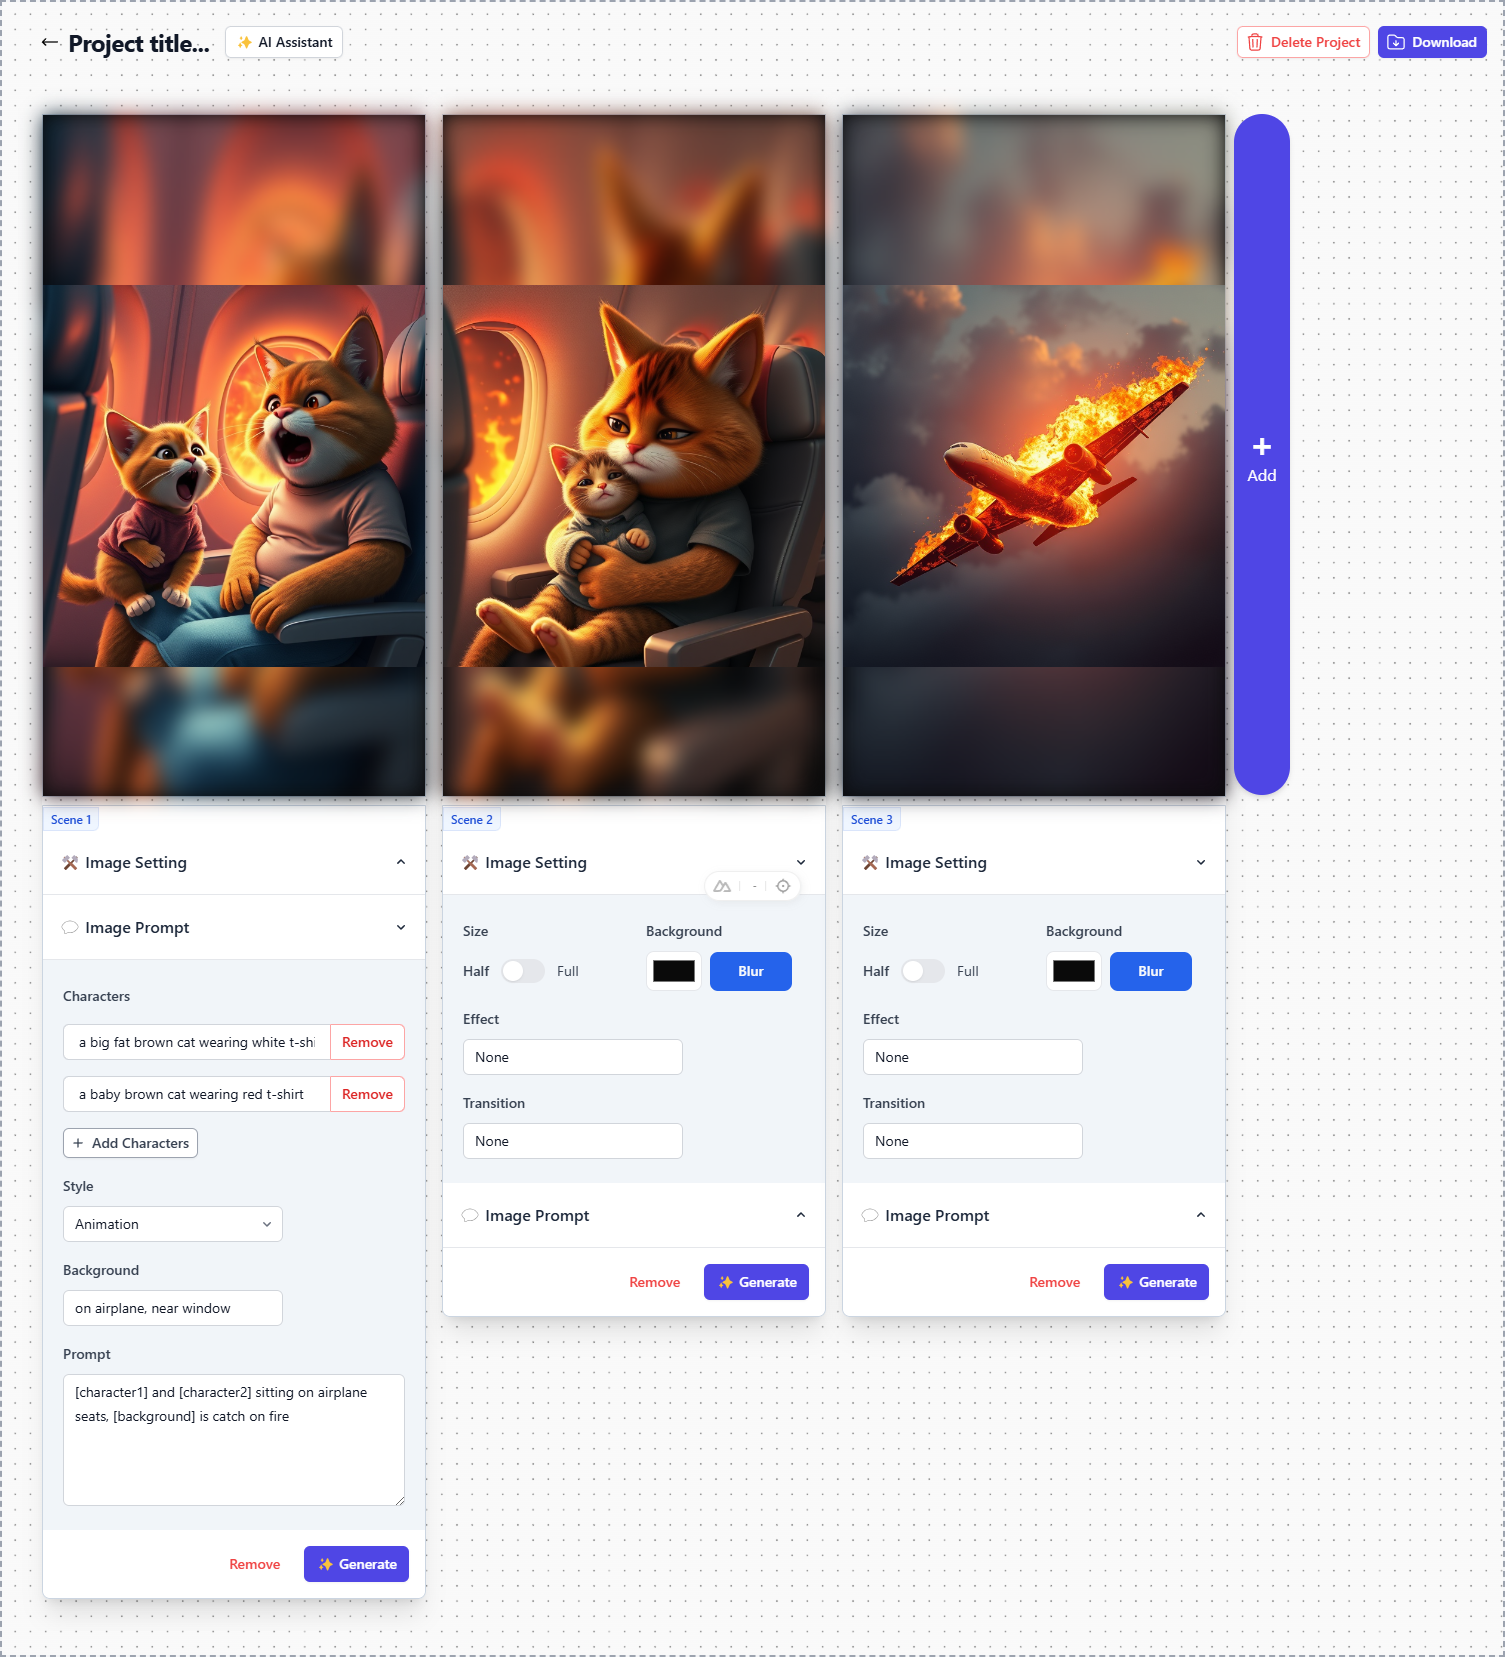 Project title...
✨ AI Assistant
Delete Project
Download
+
Add
Scene 1
Image Setting
Image Prompt
Characters
a big fat brown cat wearing white t-shi
Remove
a baby brown cat wearing red t-shirt
Remove
+ Add Characters
Style
Animation
Background
on airplane, near window
Prompt
[character1] and [character2] sitting on airplane
seats, [background] is catch on fire
Remove
✨ Generate
Scene 2
Image Setting
-
Size
Background
Half
Full
Blur
Effect
None
Transition
None
Image Prompt
Remove
✨ Generate
Scene 3
Image Setting
Size
Background
Half
Full
Blur
Effect
None
Transition
None
Image Prompt
Remove
✨ Generate